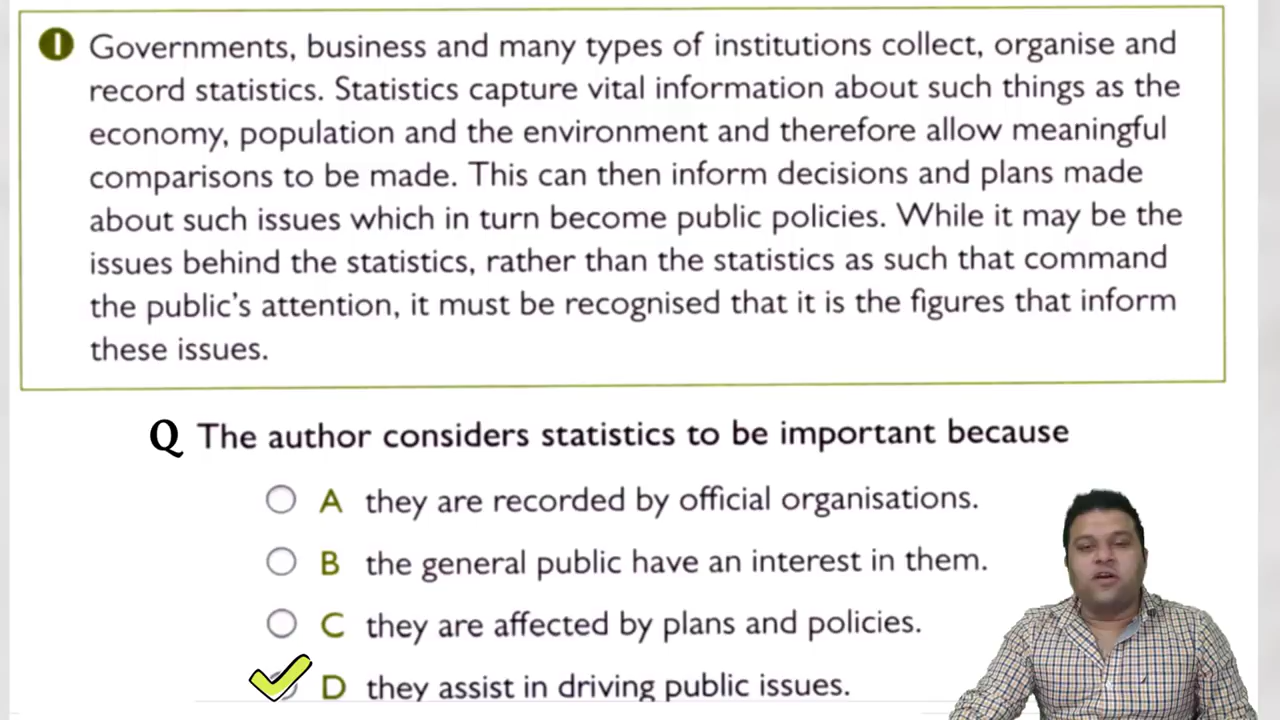 1 Governments, business and many types of institutions collect, organise and
record statistics. Statistics capture vital information about such things as the
economy, population and the environment and therefore allow meaningful
comparisons to be made. This can then inform decisions and plans made
about such issues which in turn become public policies. While it may be the
issues behind the statistics, rather than the statistics as such that command
the public's attention, it must be recognised that it is the figures that inform
these issues.
Q The author considers statistics to be important because
A they are recorded by official organisations.
B the general public have an interest in them.
C they are affected by plans and policies.
D they assist in driving public issues.